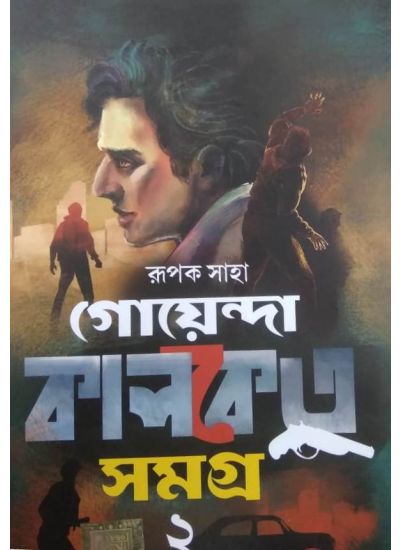 রূপক সাহা
গোয়েন্দা
কালকেতু
সমগ্র
২